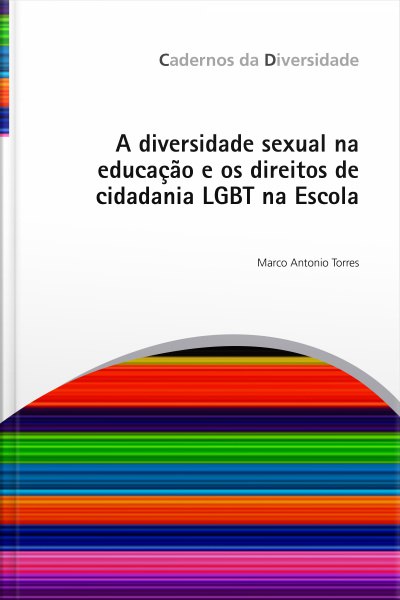 Cadernos da Diversidade
A diversidade sexual na
educação e os direitos de
cidadania LGBT na Escola
Marco Antonio Torres